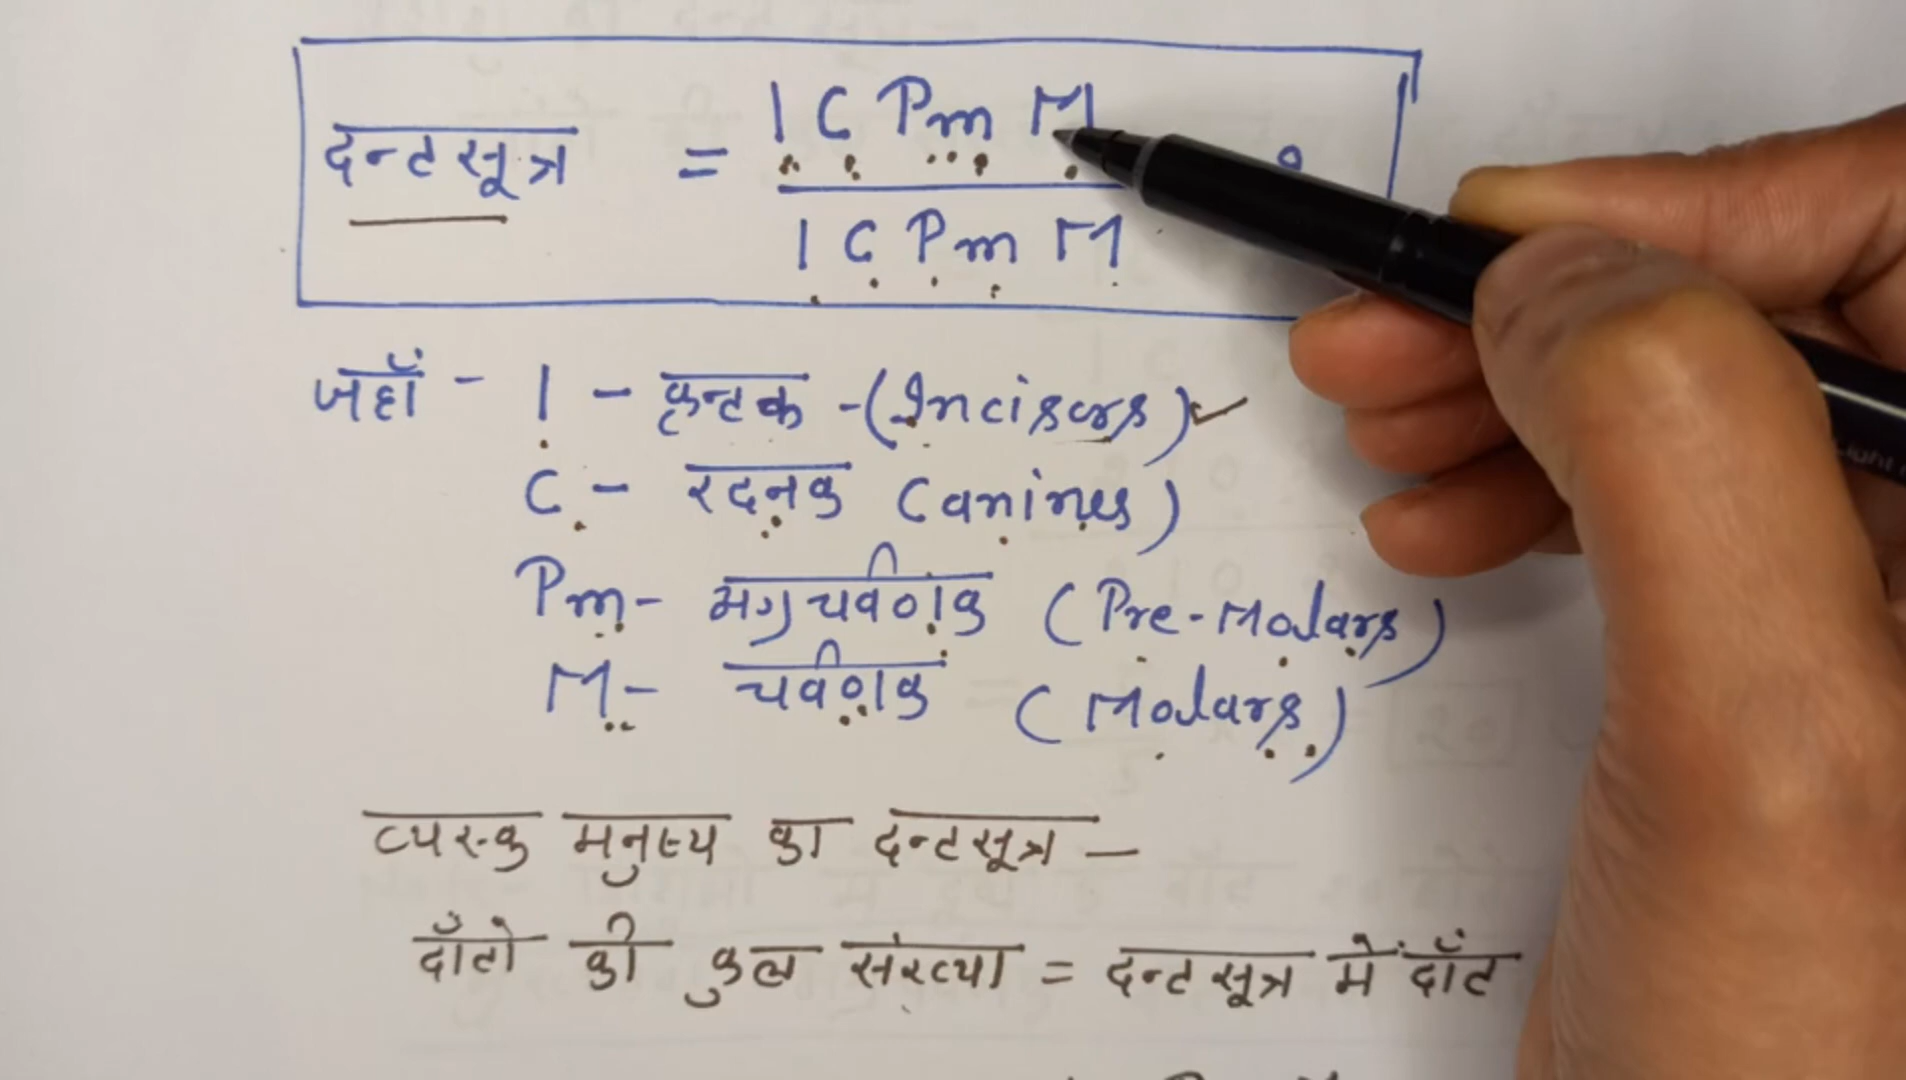 दन्तसूत्र = I C Pm M
I C Pm M
जहाँ - I - कृन्तक - (Incisors) ✓
C - रदनक Canines)
Pm - अग्रचर्वणक (Pre-Molars)
M - चर्वणक (Molars)
व्यस्क मनुष्य का दन्तसूत्र —
दाँतो की कुल संख्या = दन्तसूत्र में दाँत